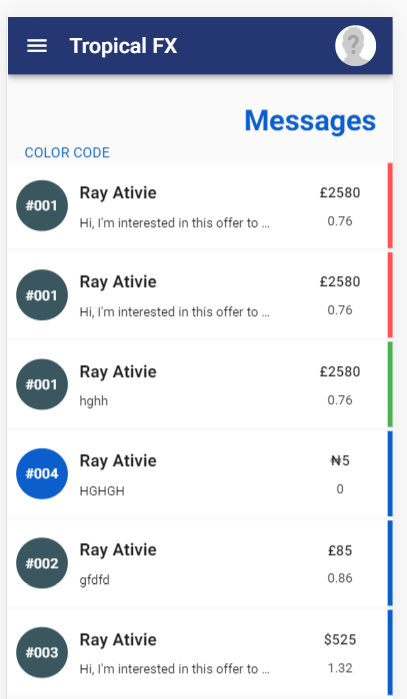 Tropical FX
?
Messages
COLOR CODE
#001
Ray Ativie
£2580
Hi, I'm interested in this offer to ...
0.76
#001
Ray Ativie
£2580
Hi, I'm interested in this offer to ...
0.76
#001
Ray Ativie
£2580
hghh
0.76
#004
Ray Ativie
₦5
HGHGH
0
#002
Ray Ativie
£85
gfdfd
0.86
#003
Ray Ativie
$525
Hi, I'm interested in this offer to ...
1.32